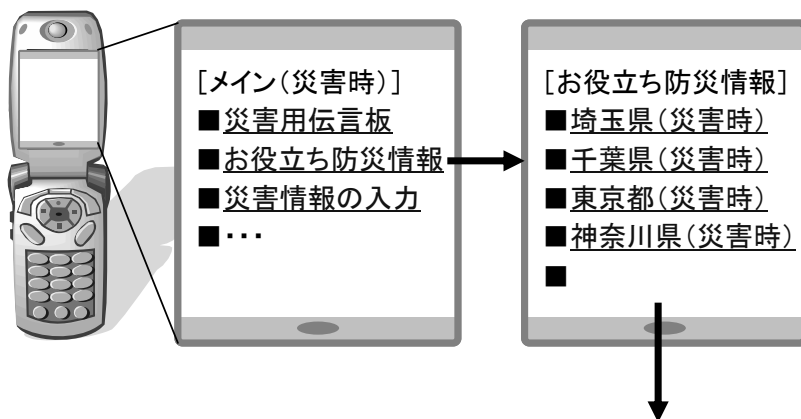 [メイン(災害時)]
■災害用伝言板
■お役立ち防災情報
■災害情報の入力
■・・・
[お役立ち防災情報]
■埼玉県(災害時)
■千葉県(災害時)
■東京都(災害時)
■神奈川県(災害時)
■